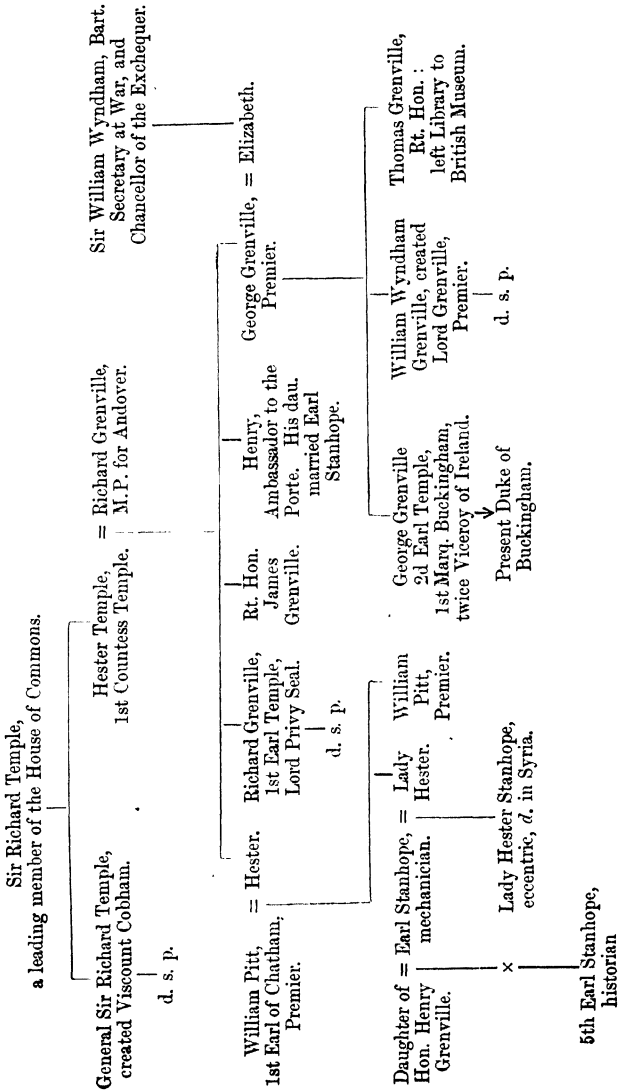 Sir Richard Temple,
a leading member of the House of Commons.
General Sir Richard Temple,
created Viscount Cobham.
d. s. p.
Hester Temple,
1st Countess Temple.
= Richard Grenville,
M.P. for Andover.
Sir William Wyndham, Bart.
Secretary at War, and
Chancellor of the Exchequer.
William Pitt,
1st Earl of Chatham,
Premier.
= Hester.
Richard Grenville,
1st Earl Temple,
Lord Privy Seal.
d. s. p.
Rt. Hon.
James
Grenville.
Henry,
Ambassador to the
Porte. His dau.
married Earl
Stanhope.
George Grenville,
Premier.
= Elizabeth.
Daughter of
Hon. Henry
Grenville.
= Earl Stanhope,
mechanician.
= Lady
Hester.
William
Pitt,
Premier.
George Grenville
2d Earl Temple,
1st Marq. Buckingham,
twice Viceroy of Ireland.
Present Duke of
Buckingham.
William Wyndham
Grenville, created
Lord Grenville,
Premier.
d. s. p.
Thomas Grenville,
Rt. Hon. :
left Library to
British Museum.
×
Lady Hester Stanhope,
eccentric, d. in Syria.
5th Earl Stanhope,
historian